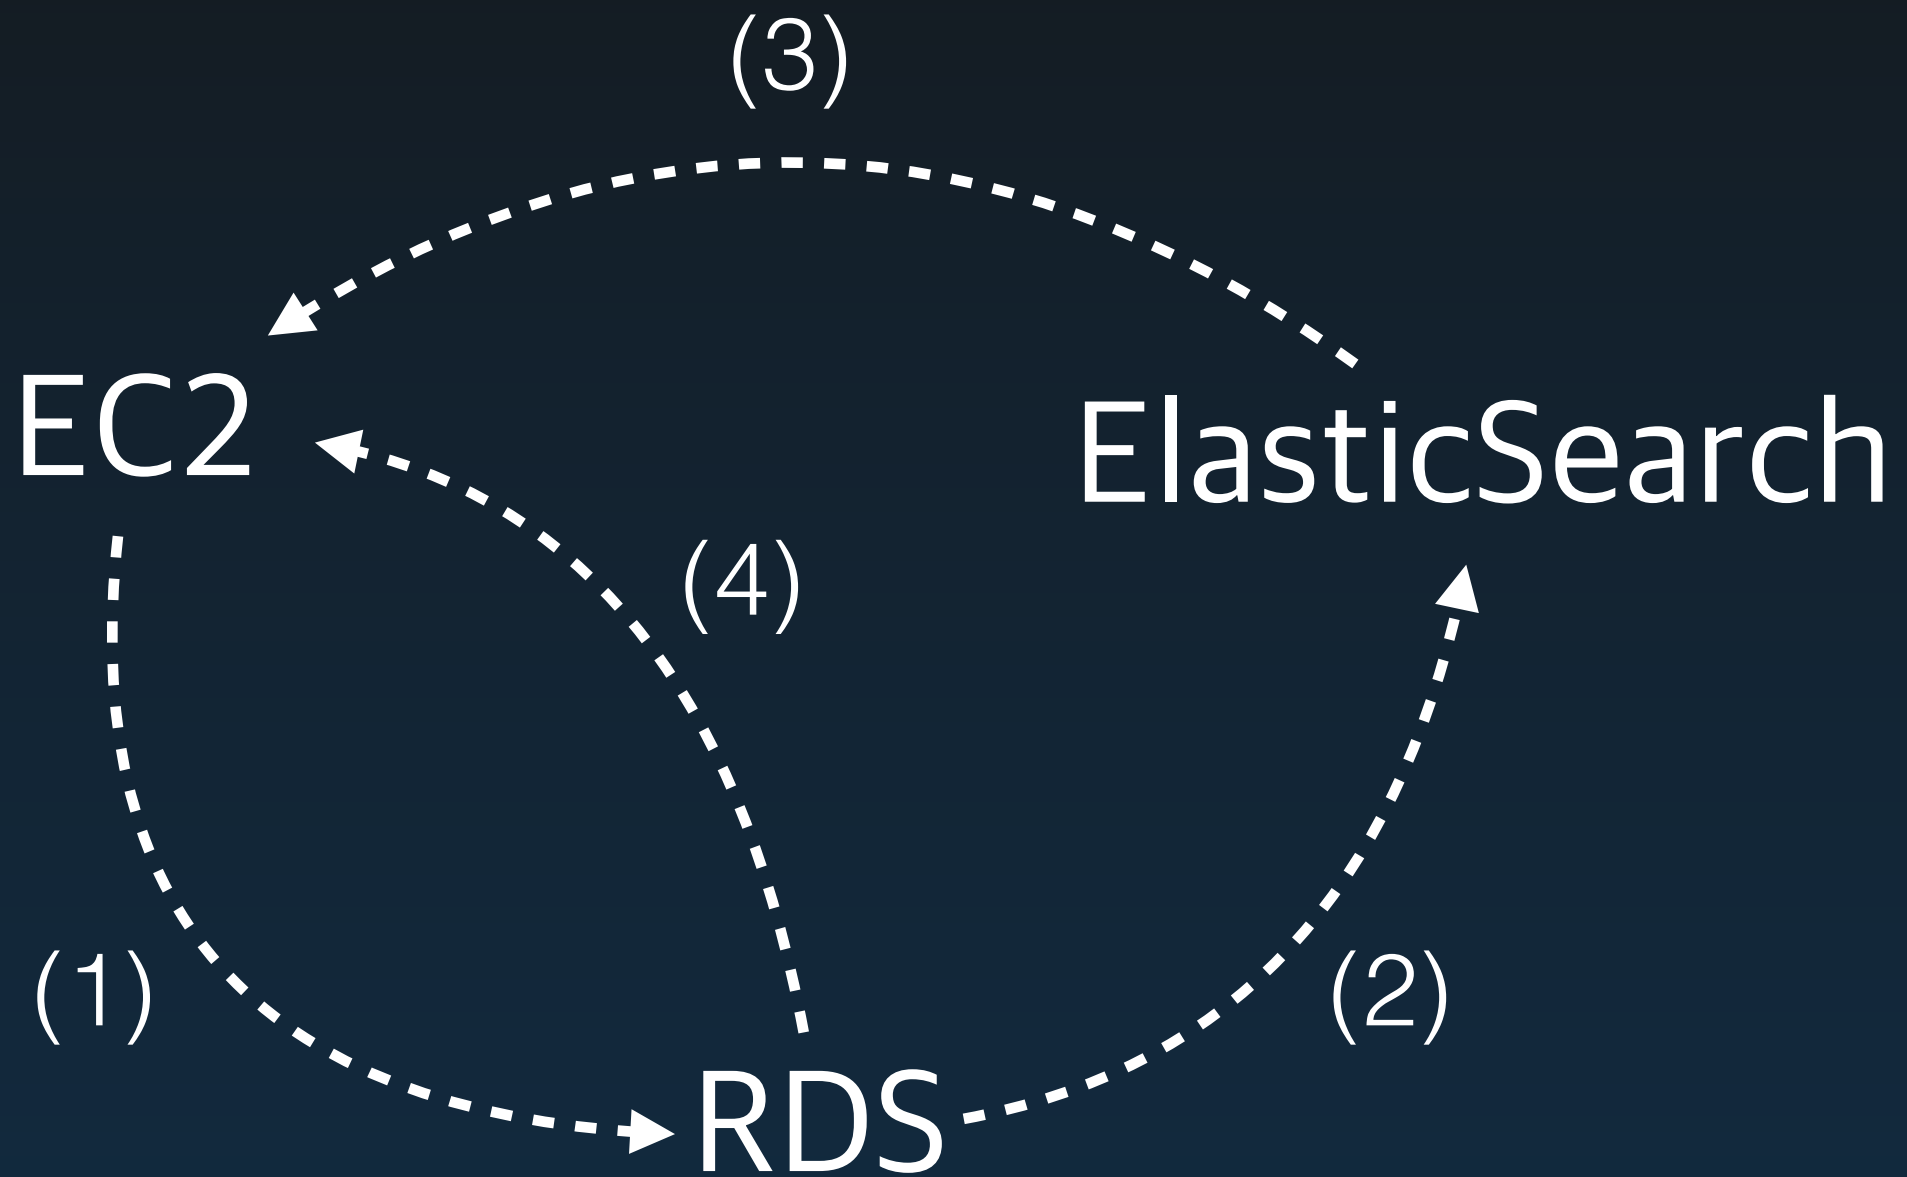 (3)
EC2
ElasticSearch
(4)
(1)
(2)
RDS